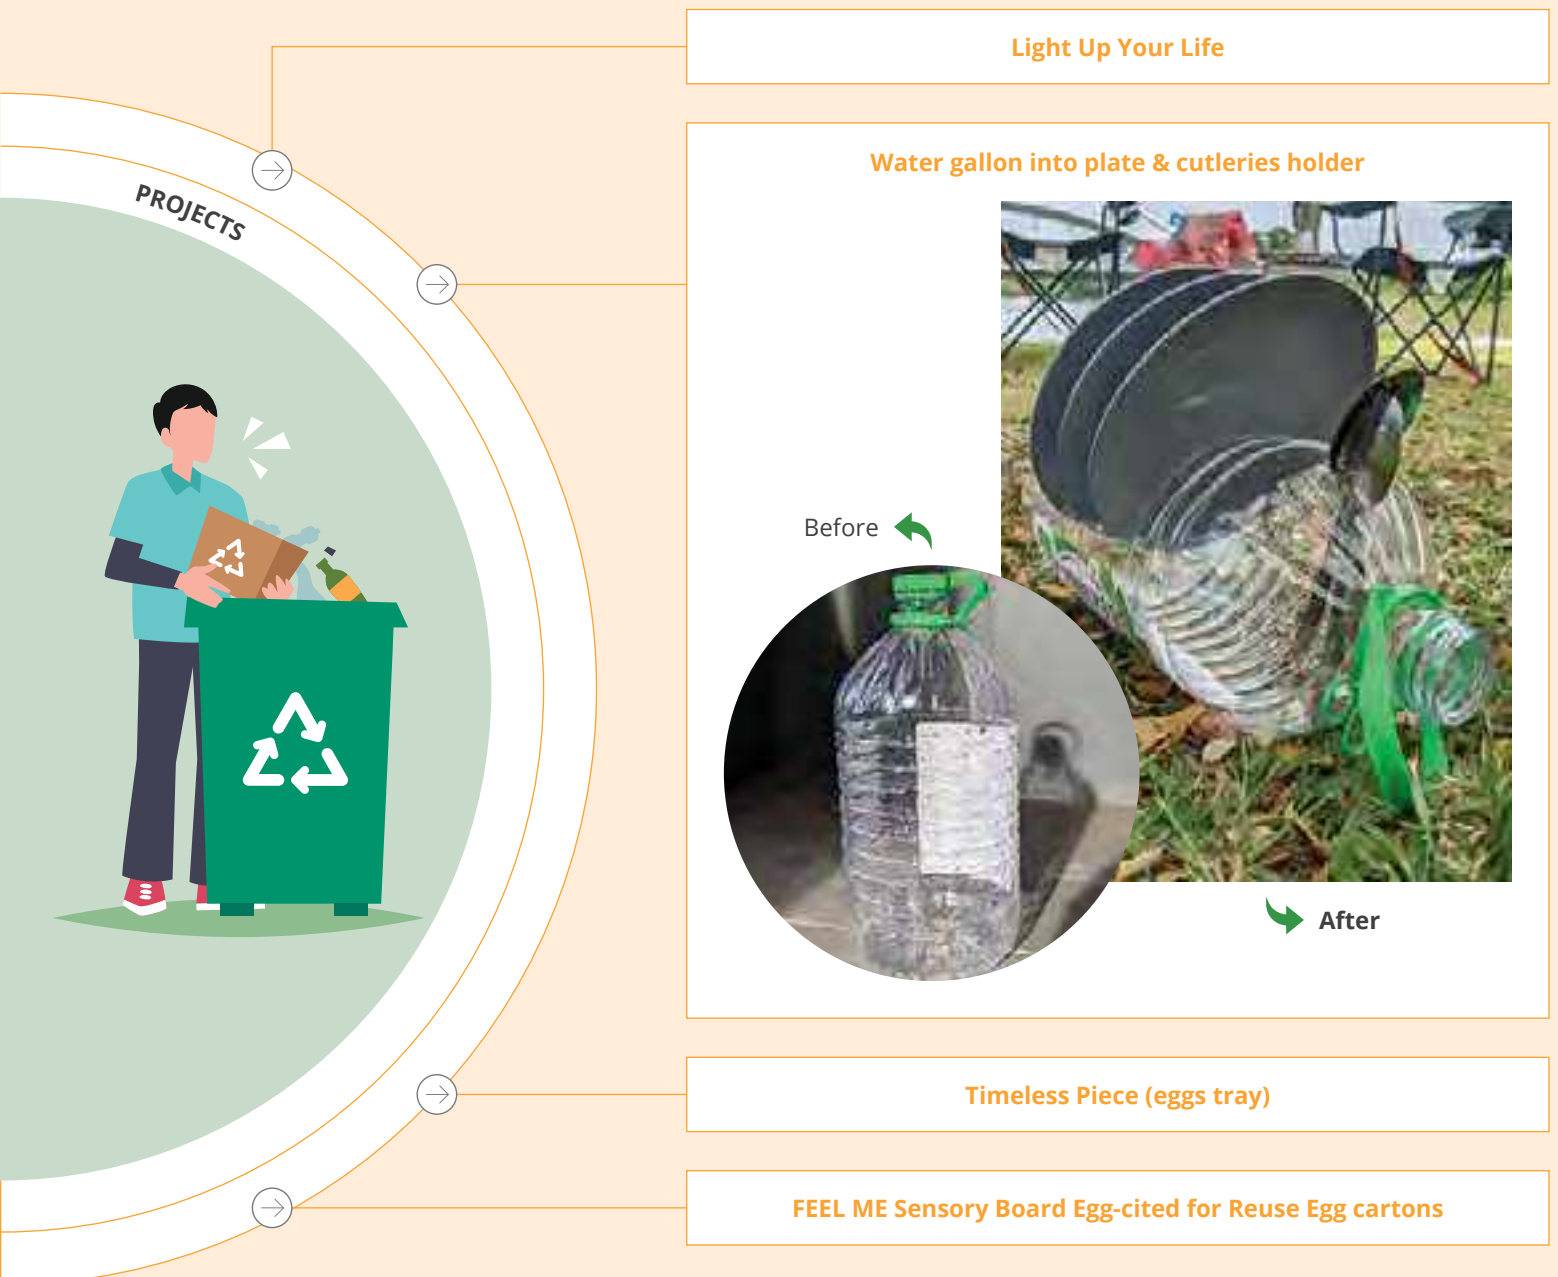 Light Up Your Life
PROJECTS
Water gallon into plate & cutleries holder
Before
After
Timeless Piece (eggs tray)
FEEL ME Sensory Board Egg-cited for Reuse Egg cartons